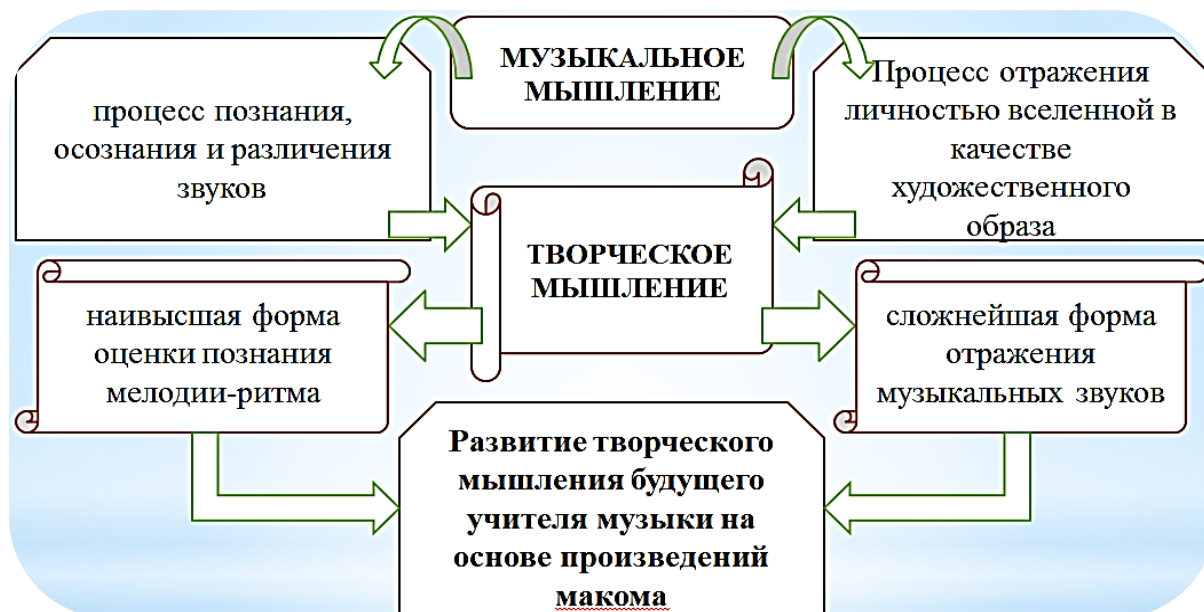 МУЗЫКАЛЬНОЕ
МЫШЛЕНИЕ
процесс познания,
осознания и различения
звуков
Процесс отражения
личностью вселенной в
качестве
художественного
образа
ТВОРЧЕСКОЕ
МЫШЛЕНИЕ
наивысшая форма
оценки познания
мелодии-ритма
сложнейшая форма
отражения
музыкальных звуков
Развитие творческого
мышления будущего
учителя музыки на
основе произведений
макома